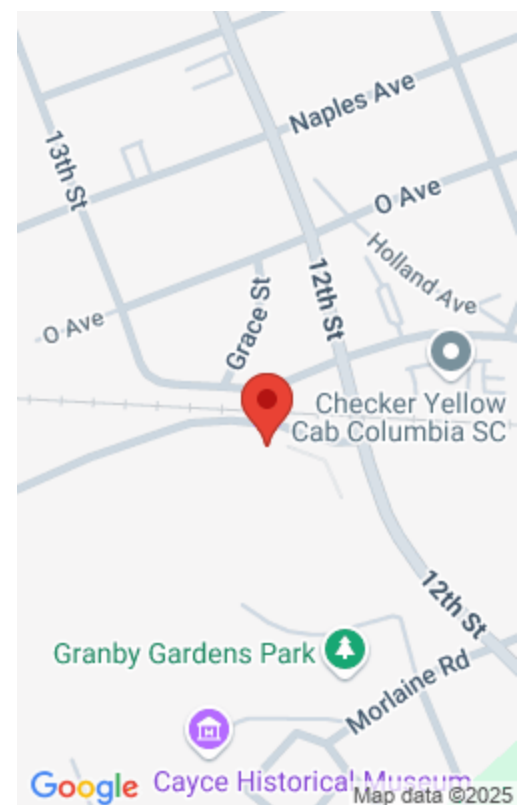 Naples Ave
13th St
O Ave
Holland Ave
12th St
O Ave
Grace St
Checker Yellow
Cab Columbia SC
12th St
Granby Gardens Park
Morlaine Rd
Cayce Historical Museum
Google
Map data ©2025